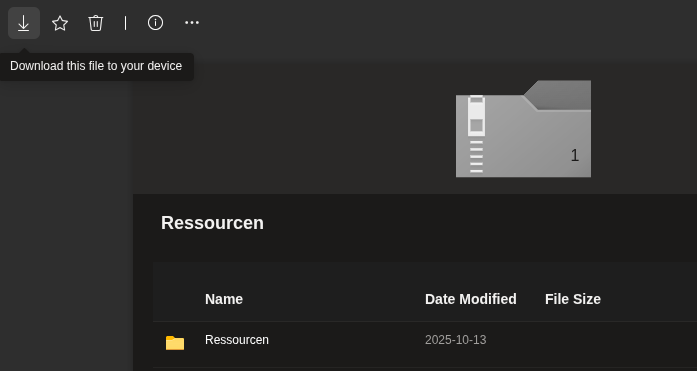 Download this file to your device
1
Ressourcen
Name Date Modified File Size
Ressourcen 2025-10-13